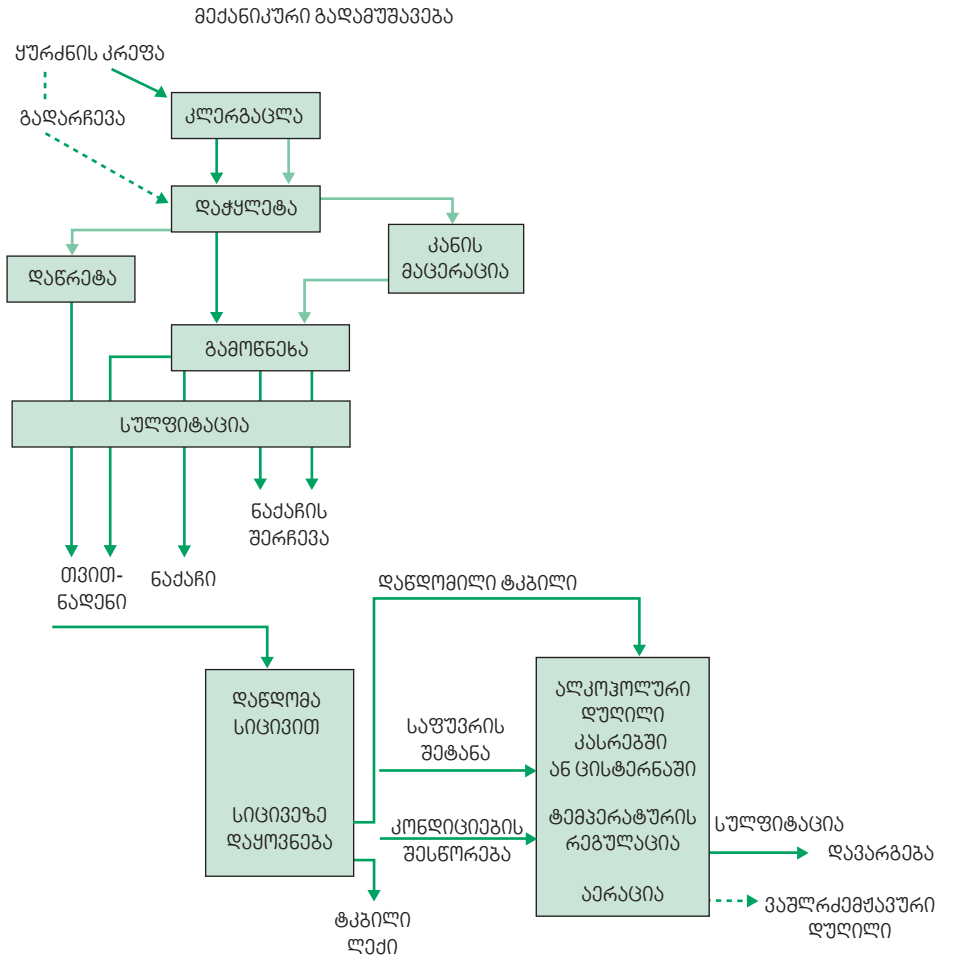 მექანიკური გადამუშავება
ყურძნის კრეფა
გადარჩევა
კლერგაცლა
დაჭყლეტა
კანის
მაცერაცია
დაწრეტა
გამოწნეხა
სულფიტაცია
ნაქაჩის
შერჩევა
თვით-
ნადენი
ნაქაჩი
დაწდომილი ტკბილი
დაწდომა
სიცივით
სიცივეზე
დაყოვნება
საფუვრის
შეტანა
კონდიციების
შესწორება
ტკბილი
ლექი
ალკოჰოლური
დუღილი
კასრებში
ან ცისტერნაში
ტემპერატურის
რეგულაცია
აერაცია
სულფიტაცია
დავარგება
ვაშლრძემჟავური
დუღილი